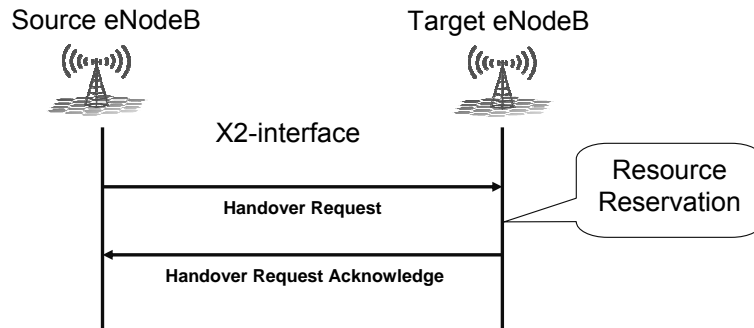 Source eNodeB
Target eNodeB
X2-interface
Handover Request
Resource
Reservation
Handover Request Acknowledge